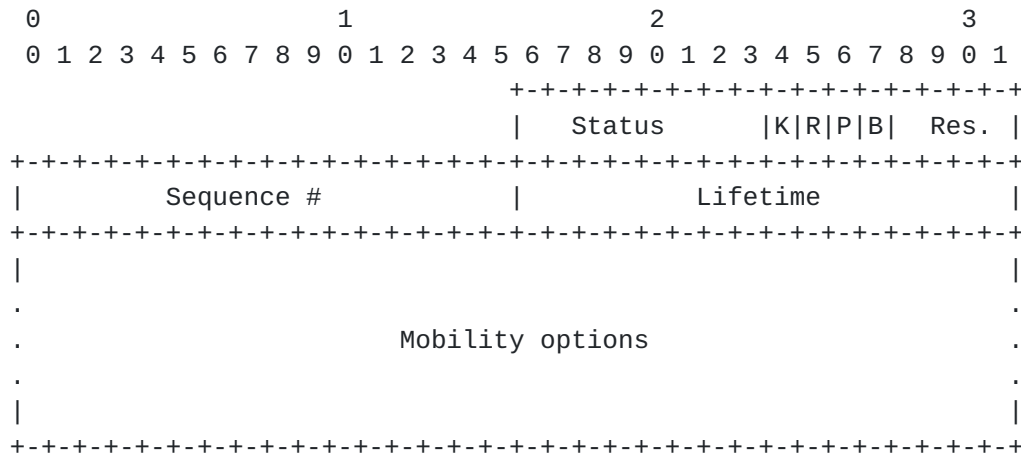 0                   1                   2                   3
 0 1 2 3 4 5 6 7 8 9 0 1 2 3 4 5 6 7 8 9 0 1 2 3 4 5 6 7 8 9 0 1
                                +-+-+-+-+-+-+-+-+-+-+-+-+-+-+-+-+
                                |   Status      |K|R|P|B|  Res. |
+-+-+-+-+-+-+-+-+-+-+-+-+-+-+-+-+-+-+-+-+-+-+-+-+-+-+-+-+-+-+-+-+
|         Sequence #            |           Lifetime            |
+-+-+-+-+-+-+-+-+-+-+-+-+-+-+-+-+-+-+-+-+-+-+-+-+-+-+-+-+-+-+-+-+
|                                                               |
.                                                               .
.                        Mobility options                       .
.                                                               .
|                                                               |
+-+-+-+-+-+-+-+-+-+-+-+-+-+-+-+-+-+-+-+-+-+-+-+-+-+-+-+-+-+-+-+-+